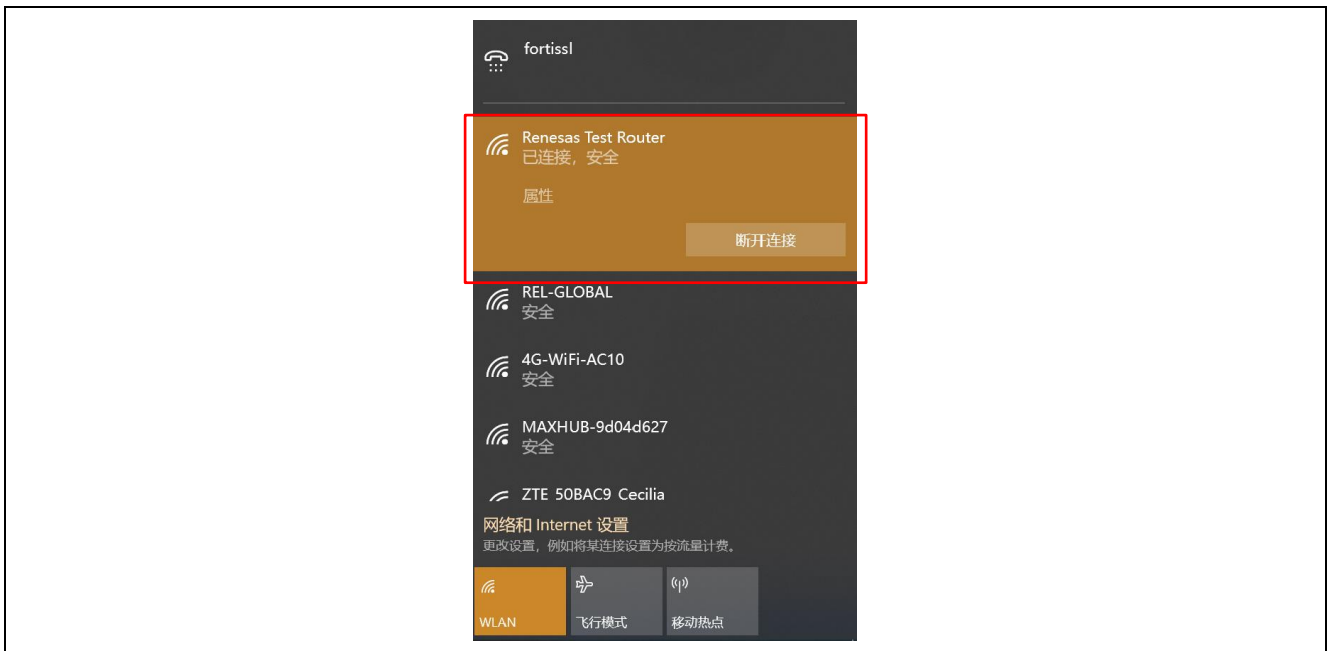 fortissl
Renesas Test Router
已连接，安全
属性
断开连接
REL-GLOBAL
安全
4G-WiFi-AC10
安全
MAXHUB-9d04d627
安全
ZTE 50BAC9 Cecilia
网络和 Internet 设置
更改设置，例如将某连接设置为按流量计费。
WLAN
飞行模式
移动热点